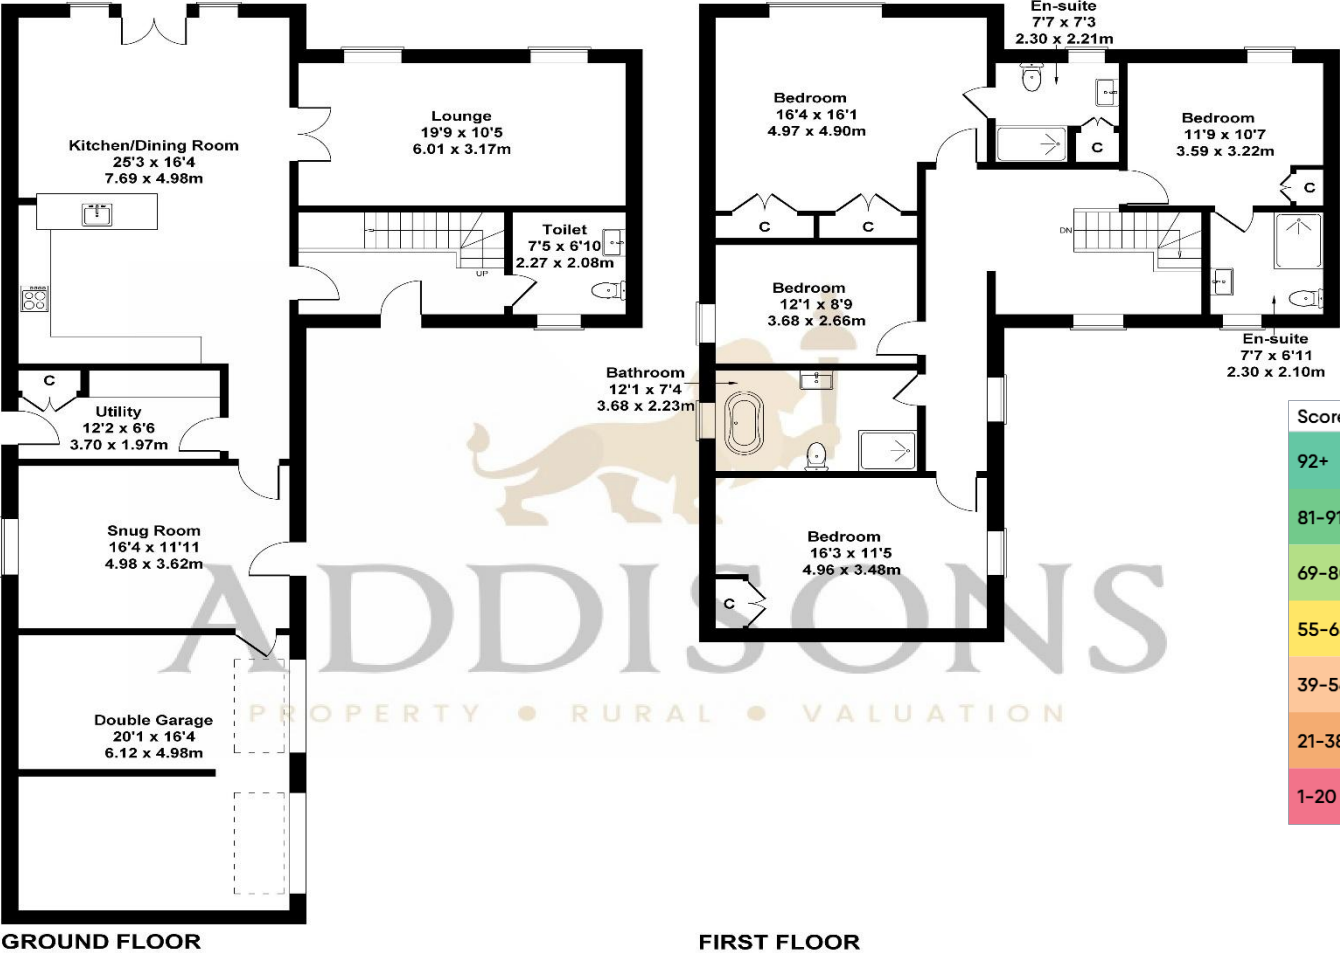 Kitchen/Dining Room
25'3 x 16'4
7.69 x 4.98m
Lounge
19'9 x 10'5
6.01 x 3.17m
Toilet
7'5 x 6'10
2.27 x 2.08m
UP
C
Utility
12'2 x 6'6
3.70 x 1.97m
Snug Room
16'4 x 11'11
4.98 x 3.62m
Double Garage
20'1 x 16'4
6.12 x 4.98m
GROUND FLOOR
En-suite
7'7 x 7'3
2.30 x 2.21m
Bedroom
16'4 x 16'1
4.97 x 4.90m
C
C
C
Bedroom
11'9 x 10'7
3.59 x 3.22m
C
DN
Bedroom
12'1 x 8'9
3.68 x 2.66m
En-suite
7'7 x 6'11
2.30 x 2.10m
Bathroom
12'1 x 7'4
3.68 x 2.23m
Bedroom
16'3 x 11'5
4.96 x 3.48m
C
FIRST FLOOR
ADDISONS
PROPERTY • RURAL • VALUATION
Score
92+
81-91
69-80
55-6
39-54
21-38
1-20